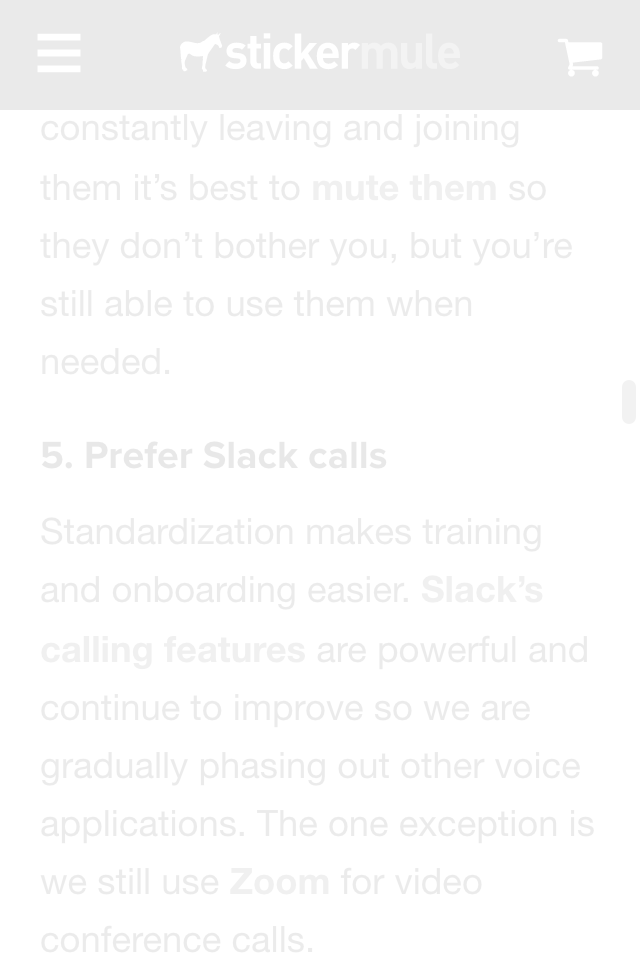 stickermule
constantly leaving and joining
them it’s best to mute them so
they don’t bother you, but you’re
still able to use them when
needed.
5. Prefer Slack calls
Standardization makes training
and onboarding easier. Slack’s
calling features are powerful and
continue to improve so we are
gradually phasing out other voice
applications. The one exception is
we still use Zoom for video
conference calls.